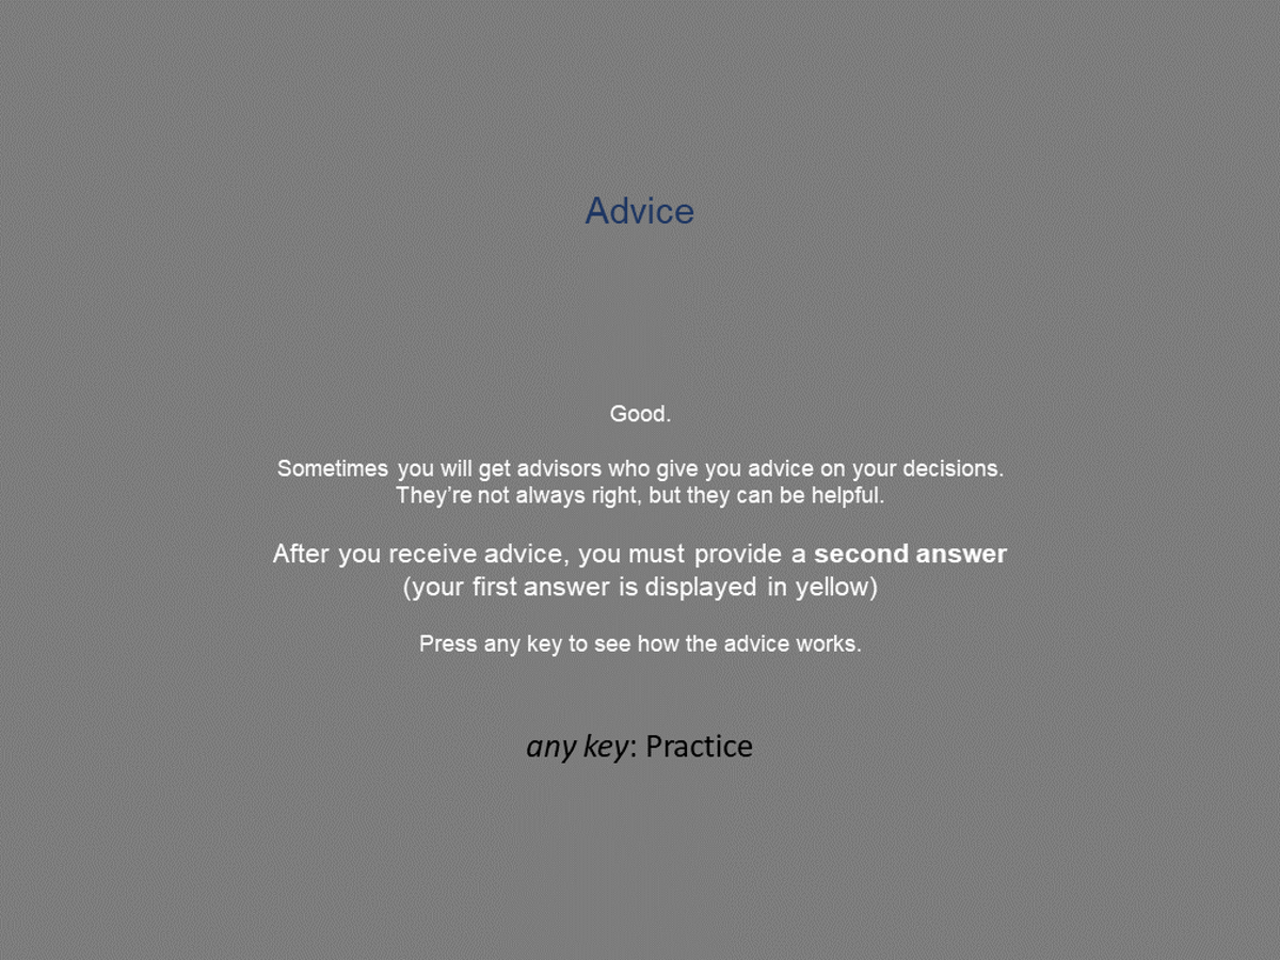 Advice
Good.
Sometimes you will get advisors who give you advice on your decisions.
They’re not always right, but they can be helpful.
After you receive advice, you must provide a second answer
(your first answer is displayed in yellow)
Press any key to see how the advice works.
any key: Practice